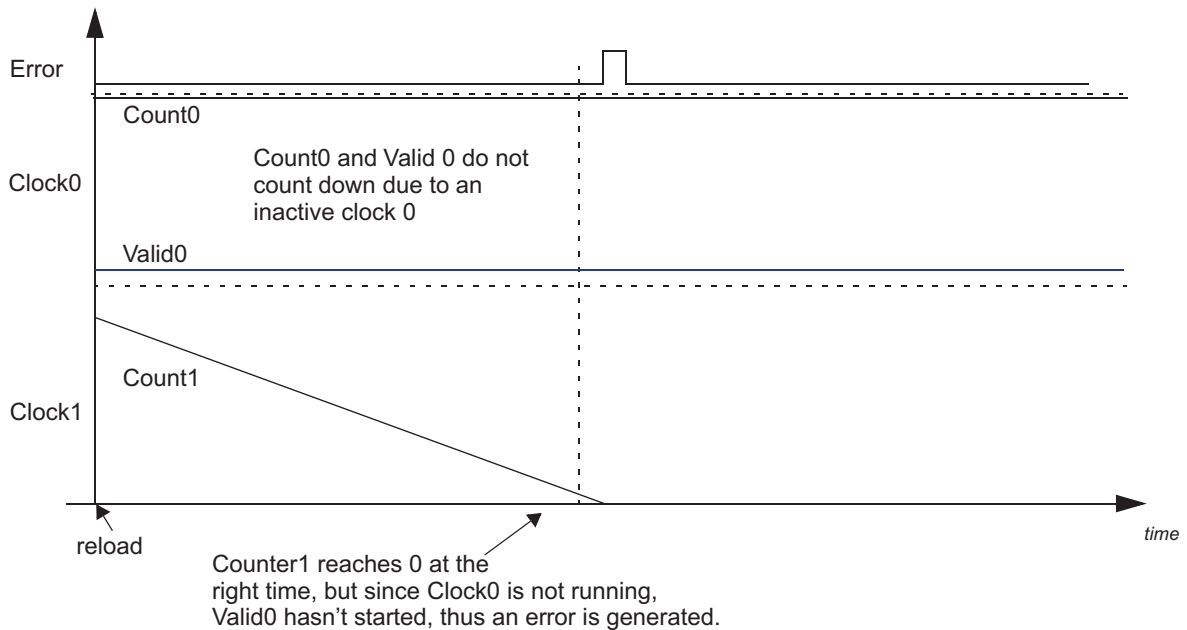 Error
Count0
Count0 and Valid 0 do not
count down due to an
inactive clock 0
Clock0
Valid0
Count1
Clock1
reload
time
Counter1 reaches 0 at the
right time, but since Clock0 is not running,
Valid0 hasn't started, thus an error is generated.